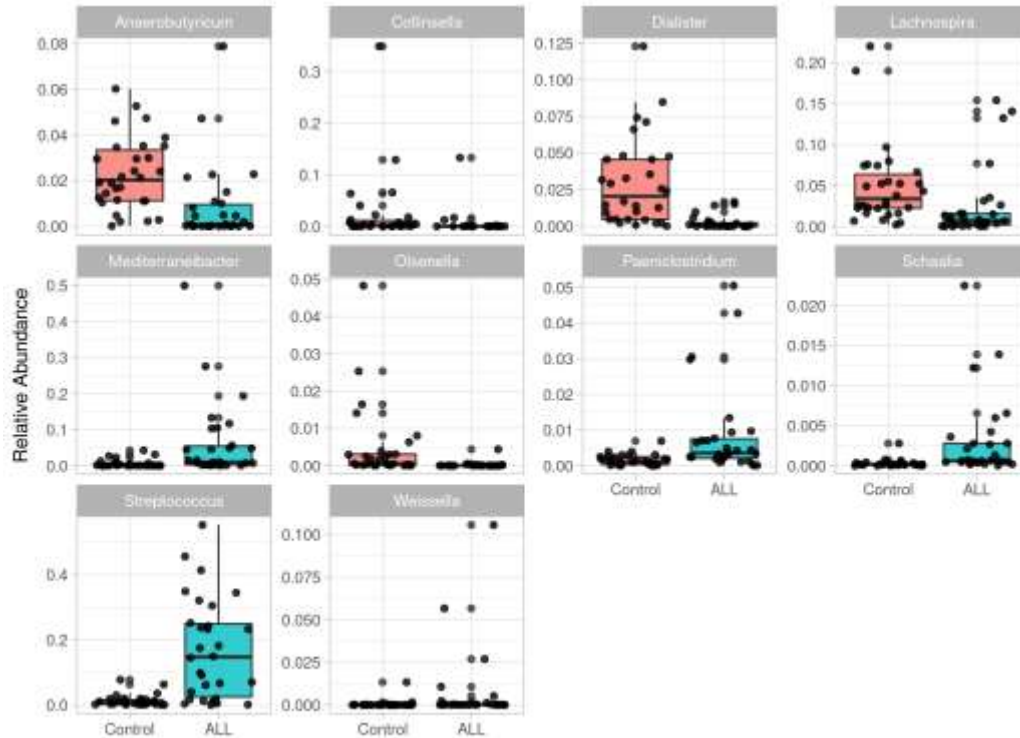 Anaerobutyricum Collinsella Dialister Lachnospira
0.08 0.3 0.125 0.20
0.06 0.2 0.100 0.15
0.04 0.1 0.075 0.10
0.02 0.0 0.050 0.05
0.00 0.025 0.00
0.000
Mediterraneibacter Olsenella Paeniclostridium Schaalia
0.5 0.05 0.05 0.020
0.4 0.04 0.04 0.015
0.3 0.03 0.03 0.010
0.2 0.02 0.02 0.005
0.1 0.01 0.01 0.000
0.0 0.00 0.00
Control ALL Control ALL
Streptococcus Weissella
0.4 0.100
0.2 0.075
0.0 0.050
0.025
0.000
Control ALL Control ALL
Relative Abundance